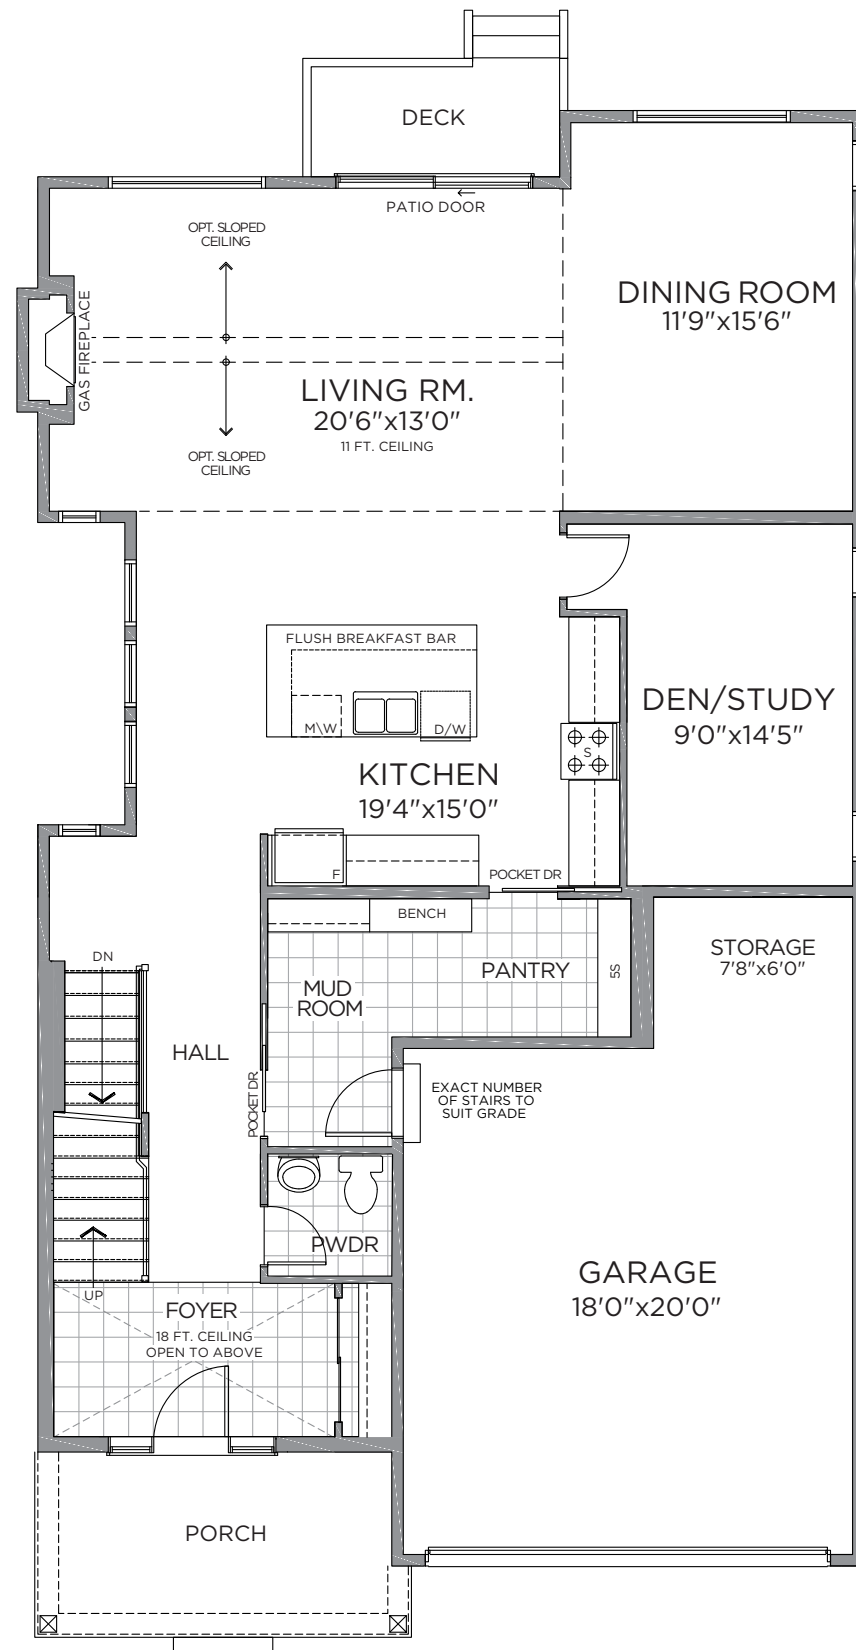 DECK
PATIO DOOR
OPT. SLOPED
CEILING
DINING ROOM
11'9"x15'6"
GAS FIREPLACE
LIVING RM.
20'6"x13'0"
11 FT. CEILING
OPT. SLOPED
CEILING
FLUSH BREAKFAST BAR
M\W
D/W
DEN/STUDY
9'0"x14'5"
S
KITCHEN
19'4"x15'0"
F
POCKET DR
BENCH
STORAGE
7'8"x6'0"
DN
PANTRY
5S
MUD
ROOM
HALL
POCKET DR
EXACT NUMBER
OF STAIRS TO
SUIT GRADE
PWDR
GARAGE
18'0"x20'0"
UP
FOYER
18 FT. CEILING
OPEN TO ABOVE
PORCH